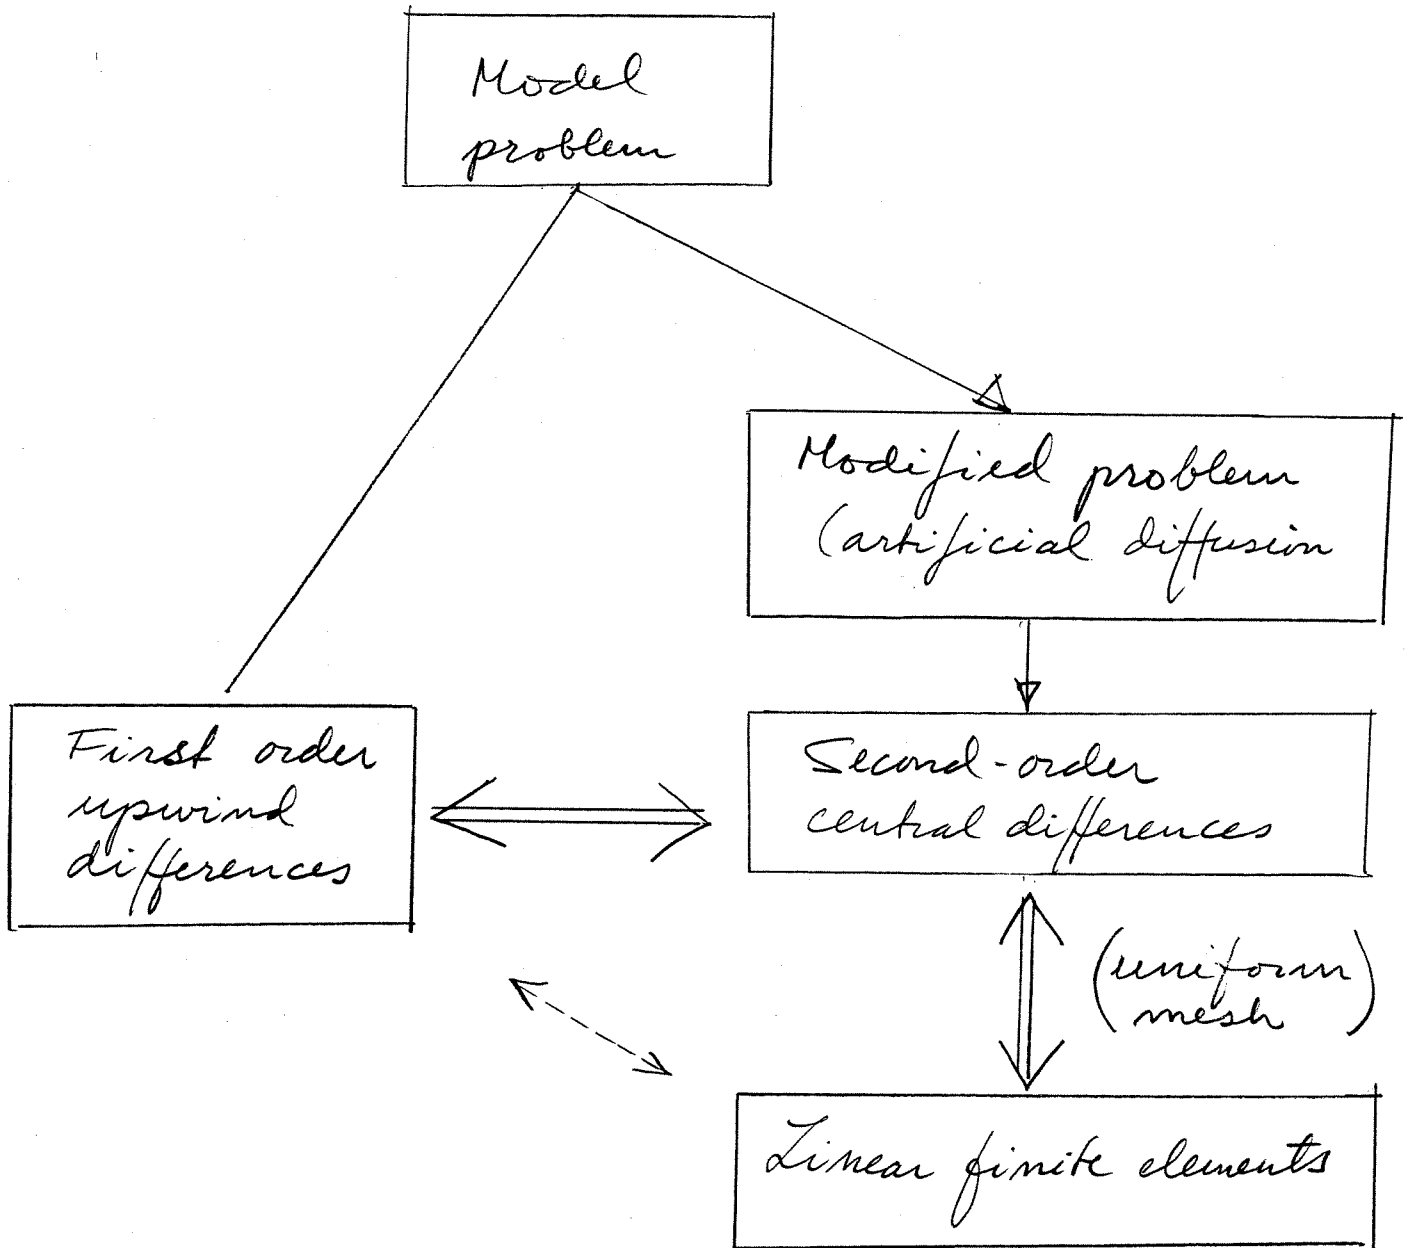 Model
problem
Modified problem
(artificial diffusion
First order
upwind
differences
Second-order
central differences
(uniform
mesh)
Linear finite elements